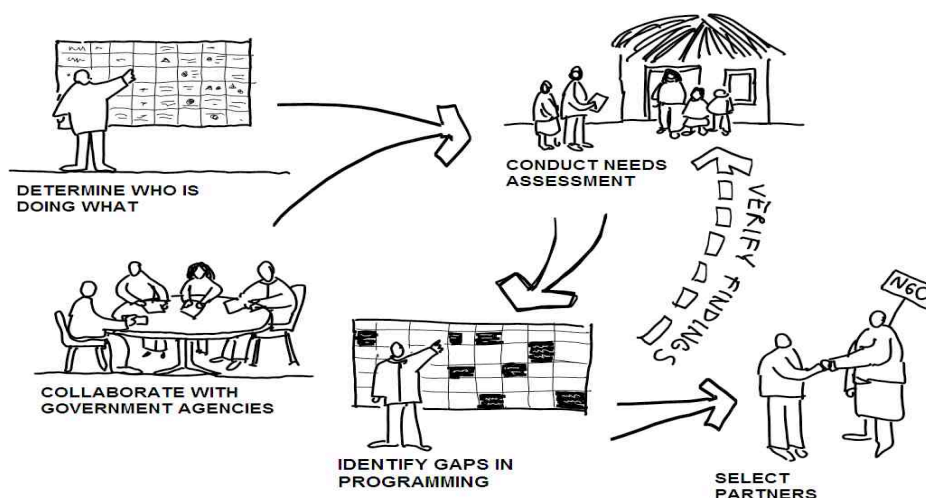 DETERMINE WHO IS
DOING WHAT
CONDUCT NEEDS
ASSESSMENT
COLLABORATE WITH
GOVERNMENT AGENCIES
VERIFY FINDINGS
NGO
IDENTIFY GAPS IN
PROGRAMMING
SELECT
PARTNERS